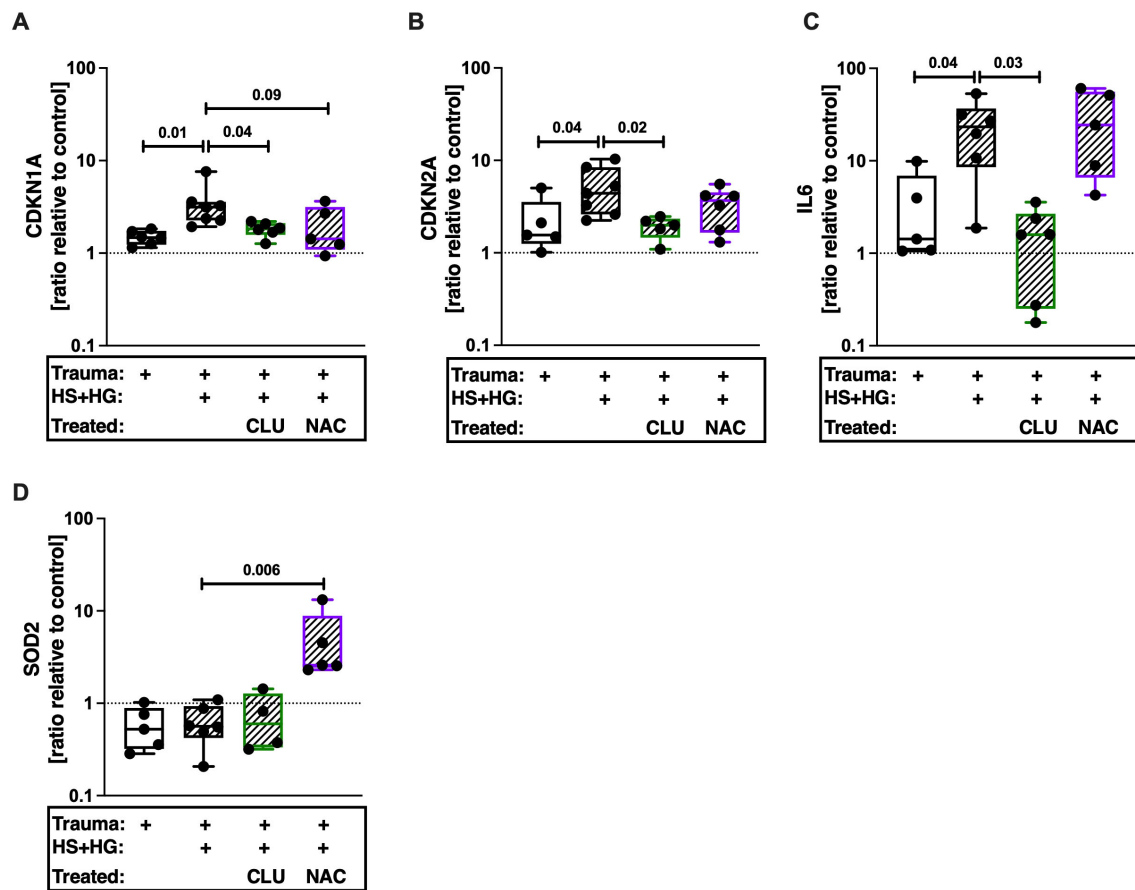 A
CDKN1A
[ratio relative to control]
100
10
1
0.1
0.09
0.01
0.04
Trauma: + + + +
HS+HG: + + +
Treated: CLU NAC
B
CDKN2A
[ratio relative to control]
100
10
1
0.1
0.04
0.02
Trauma: + + + +
HS+HG: + + +
Treated: CLU NAC
C
IL6
[ratio relative to control]
100
10
1
0.1
0.04
0.03
Trauma: + + + +
HS+HG: + + +
Treated: CLU NAC
D
SOD2
[ratio relative to control]
100
10
1
0.1
0.006
Trauma: + + + +
HS+HG: + + +
Treated: CLU NAC